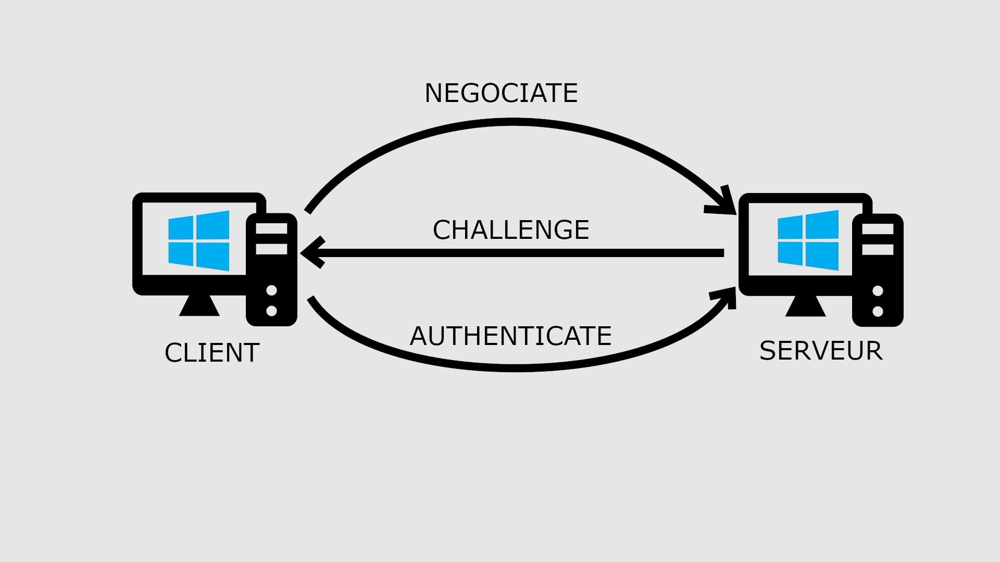 NEGOCIATE
CHALLENGE
AUTHENTICATE
CLIENT
SERVEUR